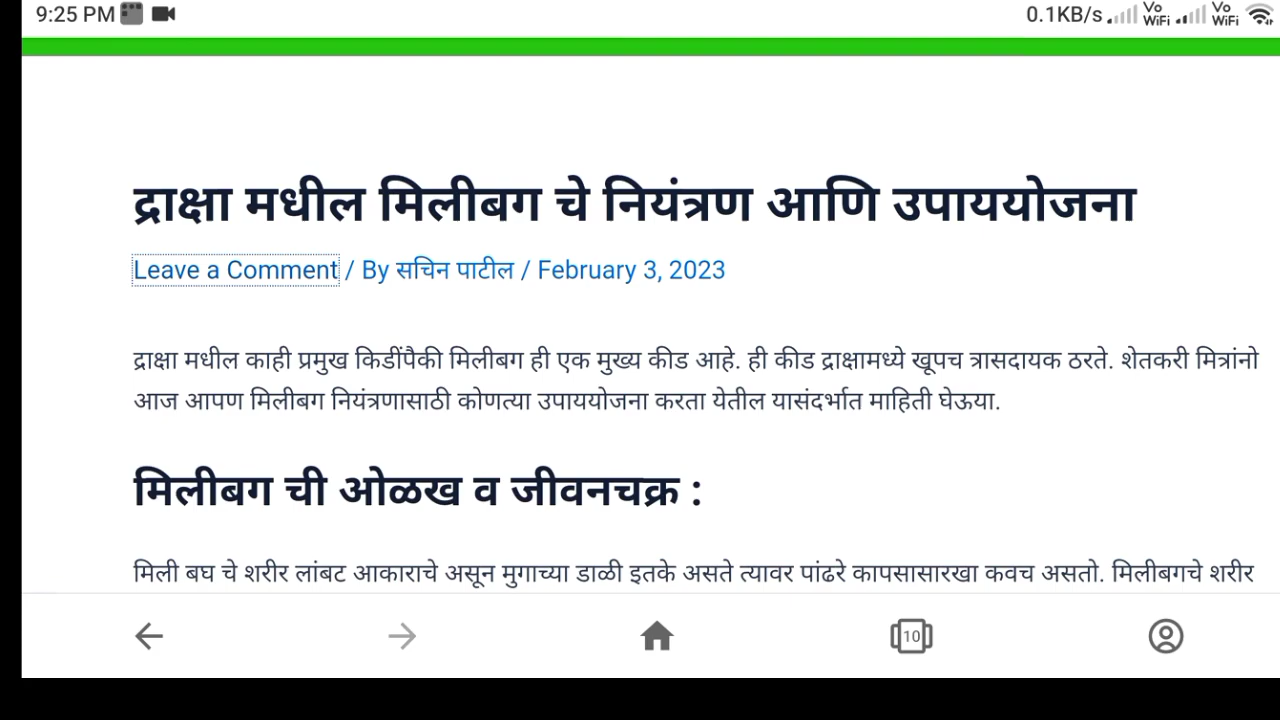 9:25 PM 0.1KB/s Vo WiFi Vo WiFi
द्राक्षा मधील मिलीबग चे नियंत्रण आणि उपाययोजना
Leave a Comment / By सचिन पाटील / February 3, 2023
द्राक्षा मधील काही प्रमुख किडींपैकी मिलीबग ही एक मुख्य कीड आहे. ही कीड द्राक्षामध्ये खूपच त्रासदायक ठरते. शेतकरी मित्रांनो
आज आपण मिलीबग नियंत्रणासाठी कोणत्या उपाययोजना करता येतील यासंदर्भात माहिती घेऊया.
मिलीबग ची ओळख व जीवनचक्र :
मिली बघ चे शरीर लांबट आकाराचे असून मुगाच्या डाळी इतके असते त्यावर पांढरे कापसासारखा कवच असतो. मिलीबगचे शरीर
10